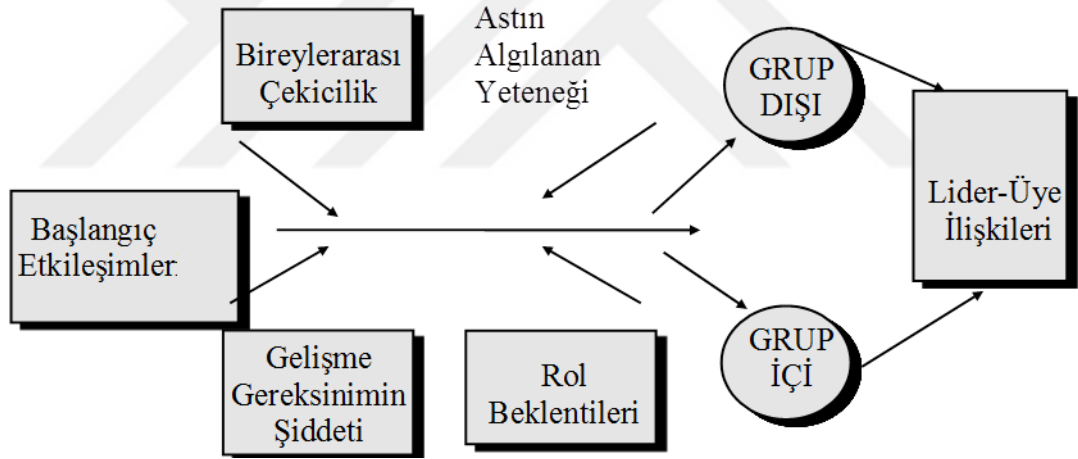 Bireylerarası
Çekicilik
Astın
Algılanan
Yeteneği
GRUP
DIŞI
Lider-Üye
İlişkileri
Başlangıç
Etkileşimler
Gelişme
Gereksinimin
Şiddeti
Rol
Beklentileri
GRUP
İÇİ